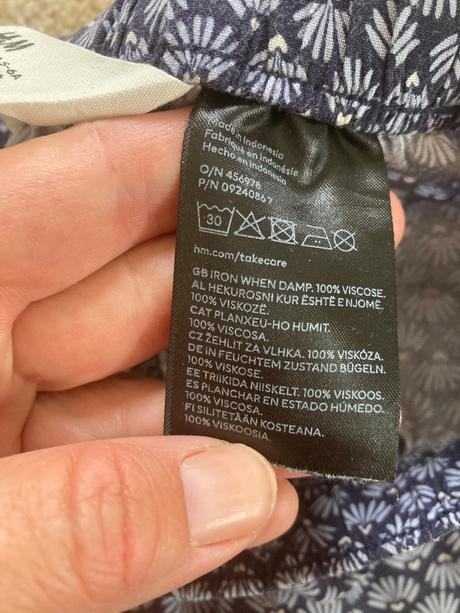 HM
5-6A
Made in Indonesia
Fabriqué en Indonésie
Hecho en Indonesia
O/N 456978
P/N 09240867
30
hm.com/takecare
GB IRON WHEN DAMP. 100% VISCOSE.
AL HEKUROSNI KUR ËSHTË E NJOMË.
100% VISKOZË.
CAT PLANXEU-HO HUMIT.
100% VISCOSA.
CZ ŽEHLIT ZA VLHKA. 100% VISKÓZA.
DE IN FEUCHTEM ZUSTAND BÜGELN.
100% VISKOSE.
EE TRIIKIDA NIISKELT. 100% VISKOOS.
ES PLANCHAR EN ESTADO HÚMEDO.
100% VISCOSA.
FI SILITETÄÄN KOSTEANA.
100% VISKOOSIA.